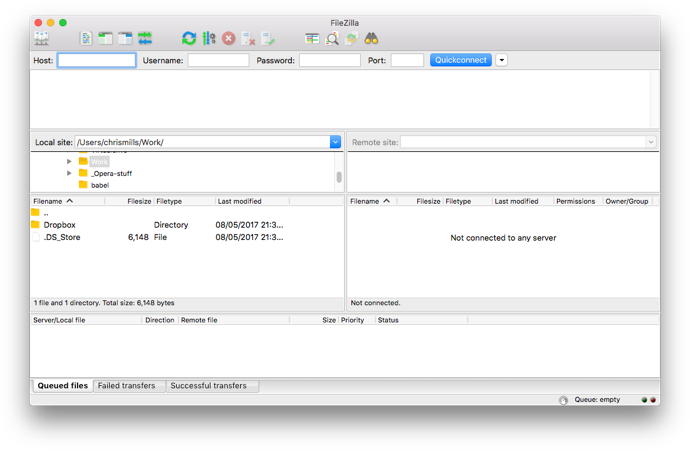 FileZilla
Host: Username: Password: Port: Quickconnect
Local site: /Users/chrismills/Work/
Remote site:
Work
_Opera-stuff
babel
Filename Filesize Filetype Last modified
..
Dropbox Directory 08/05/2017 21:3...
.DS_Store 6,148 File 08/05/2017 21:3...
1 file and 1 directory. Total size: 6,148 bytes
Filename Filesize Filetype Last modified Permissions Owner/Group
Not connected to any server
Not connected.
Server/Local file Direction Remote file Size Priority Status
Queued files Failed transfers Successful transfers
Queue: empty